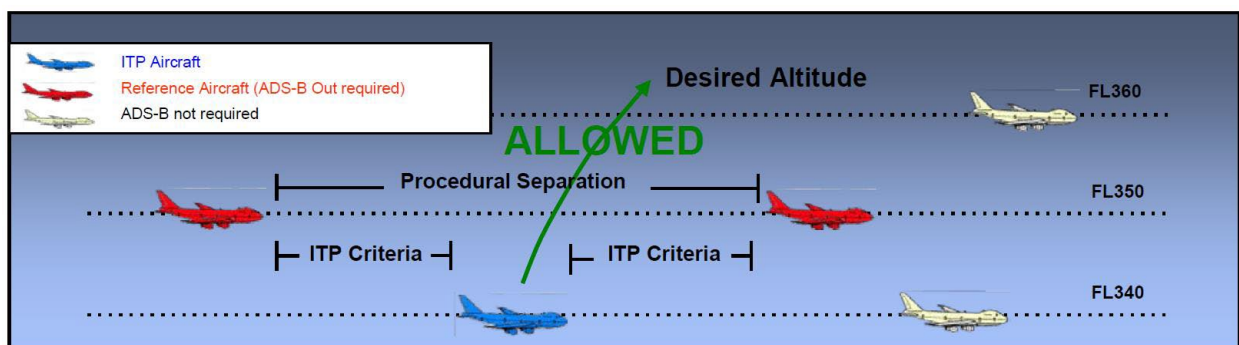 ITP Aircraft
Reference Aircraft (ADS-B Out required)
ADS-B not required
Desired Altitude
FL360
ALLOWED
Procedural Separation
FL350
ITP Criteria
ITP Criteria
FL340